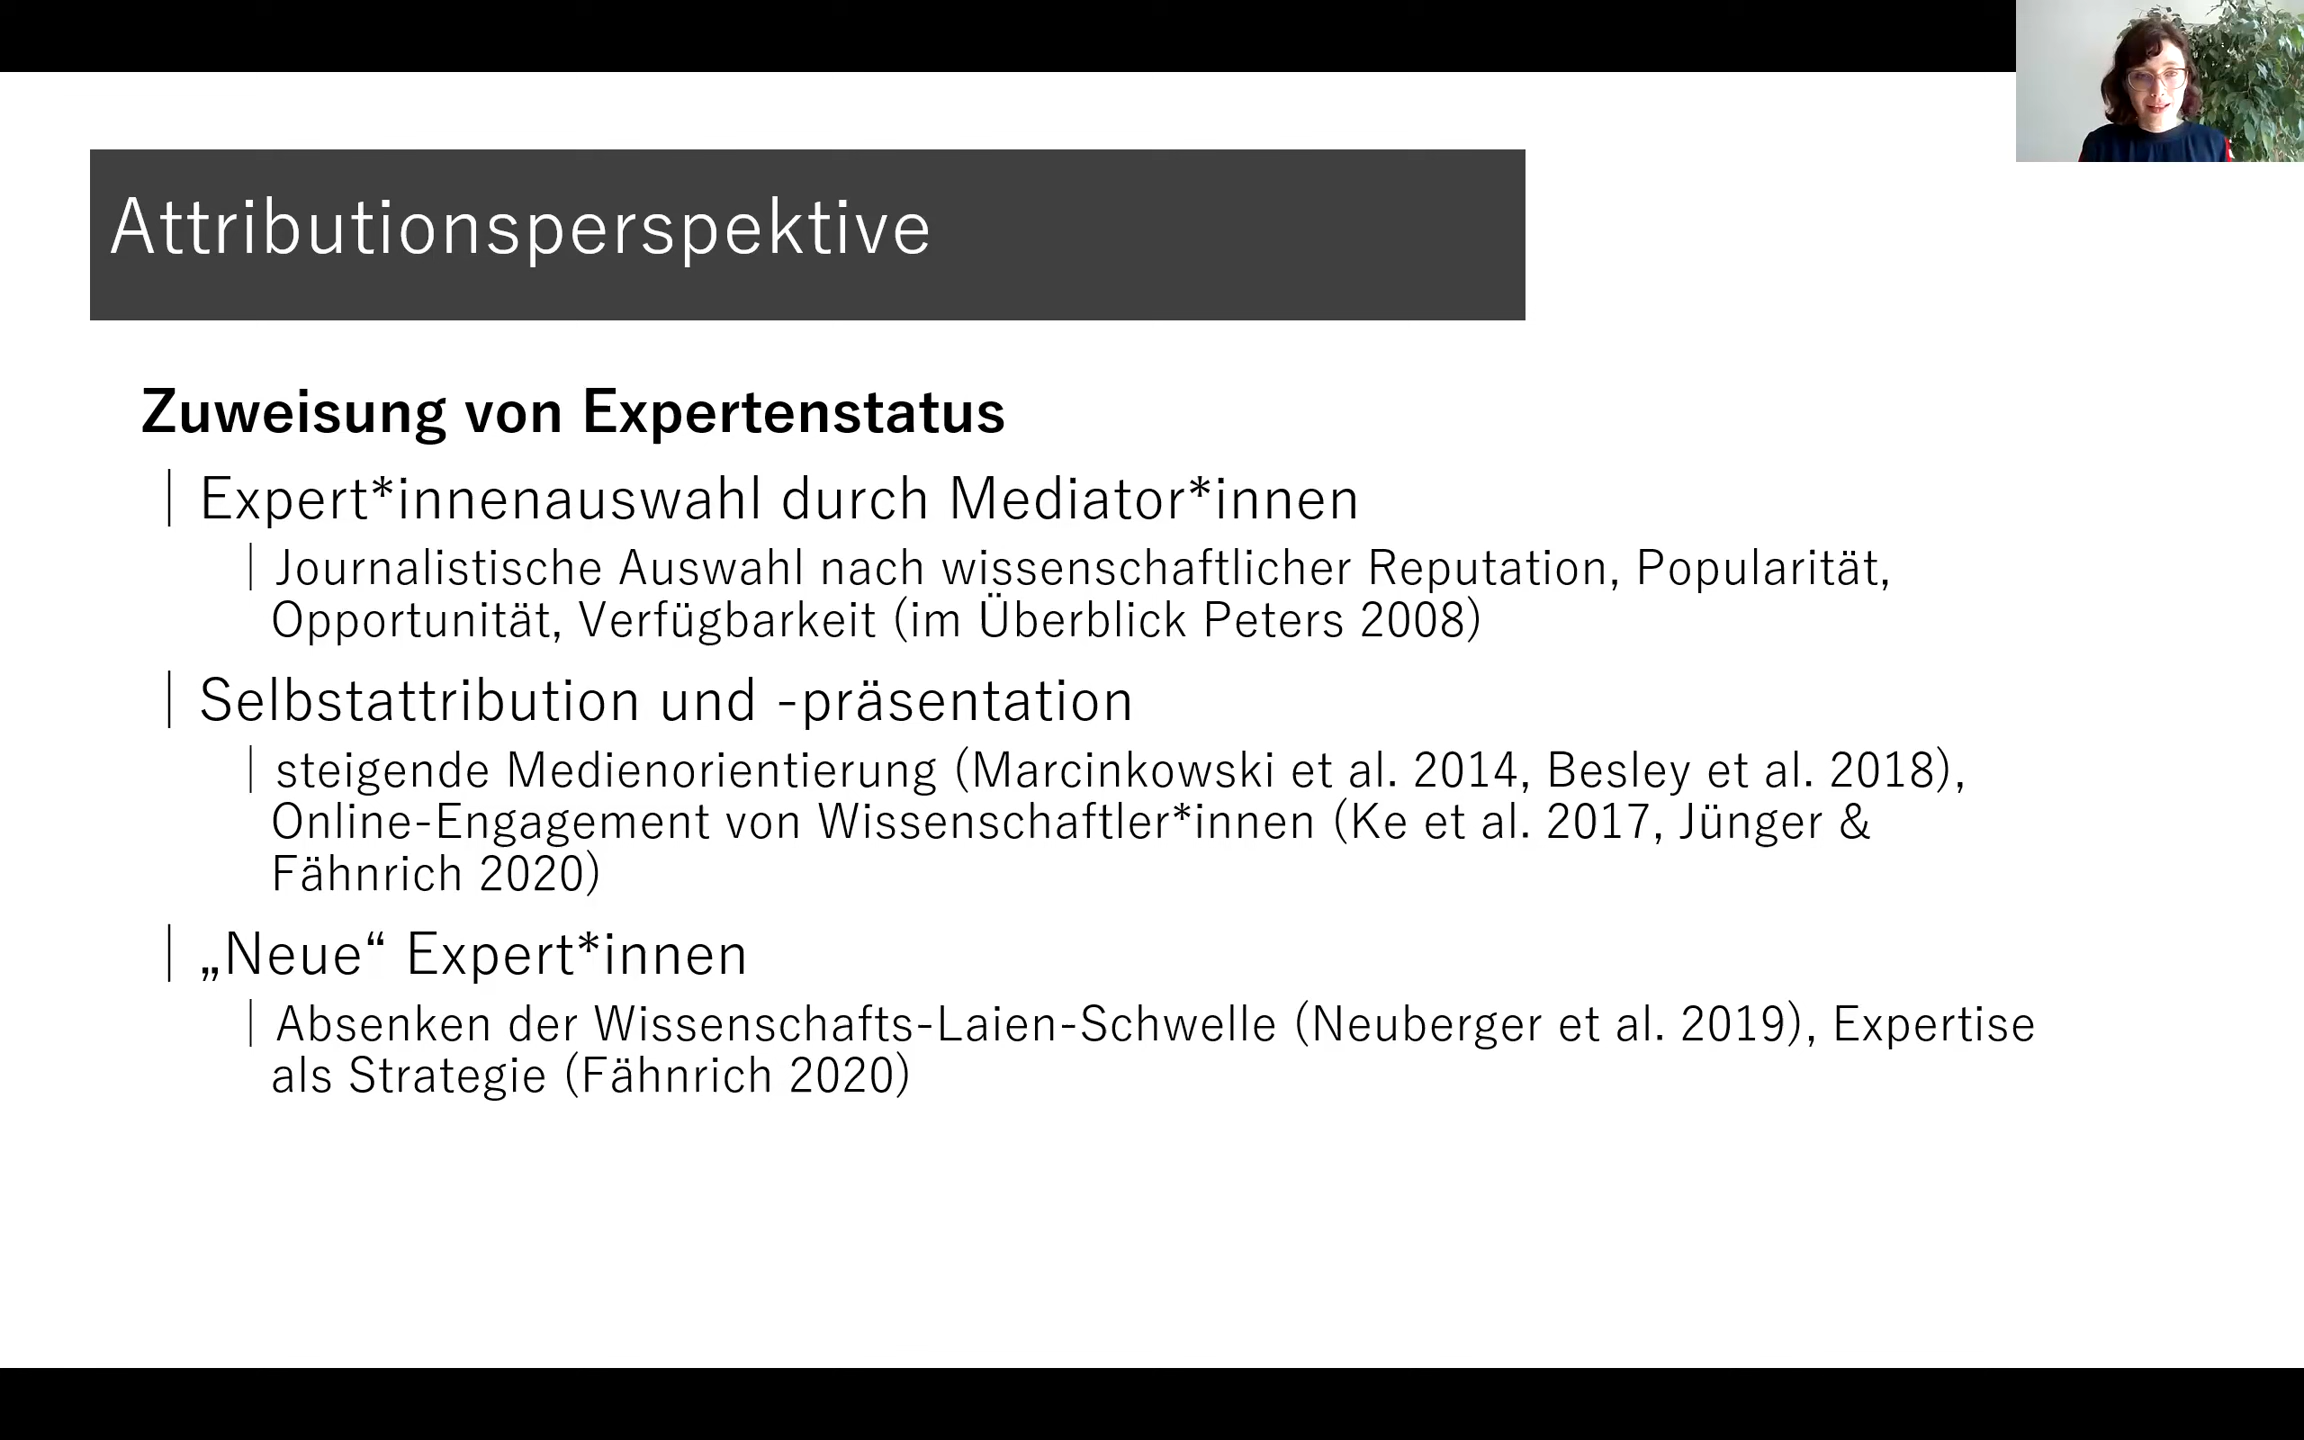 Attributionsperspektive
Zuweisung von Expertenstatus
| Expert*innenauswahl durch Mediator*innen
| Journalistische Auswahl nach wissenschaftlicher Reputation, Popularität,
Opportunität, Verfügbarkeit (im Überblick Peters 2008)
| Selbstattribution und -präsentation
| steigende Medienorientierung (Marcinkowski et al. 2014, Besley et al. 2018),
Online-Engagement von Wissenschaftler*innen (Ke et al. 2017, Jünger &
Fähnrich 2020)
| „Neue“ Expert*innen
| Absenken der Wissenschafts-Laien-Schwelle (Neuberger et al. 2019), Expertise
als Strategie (Fähnrich 2020)